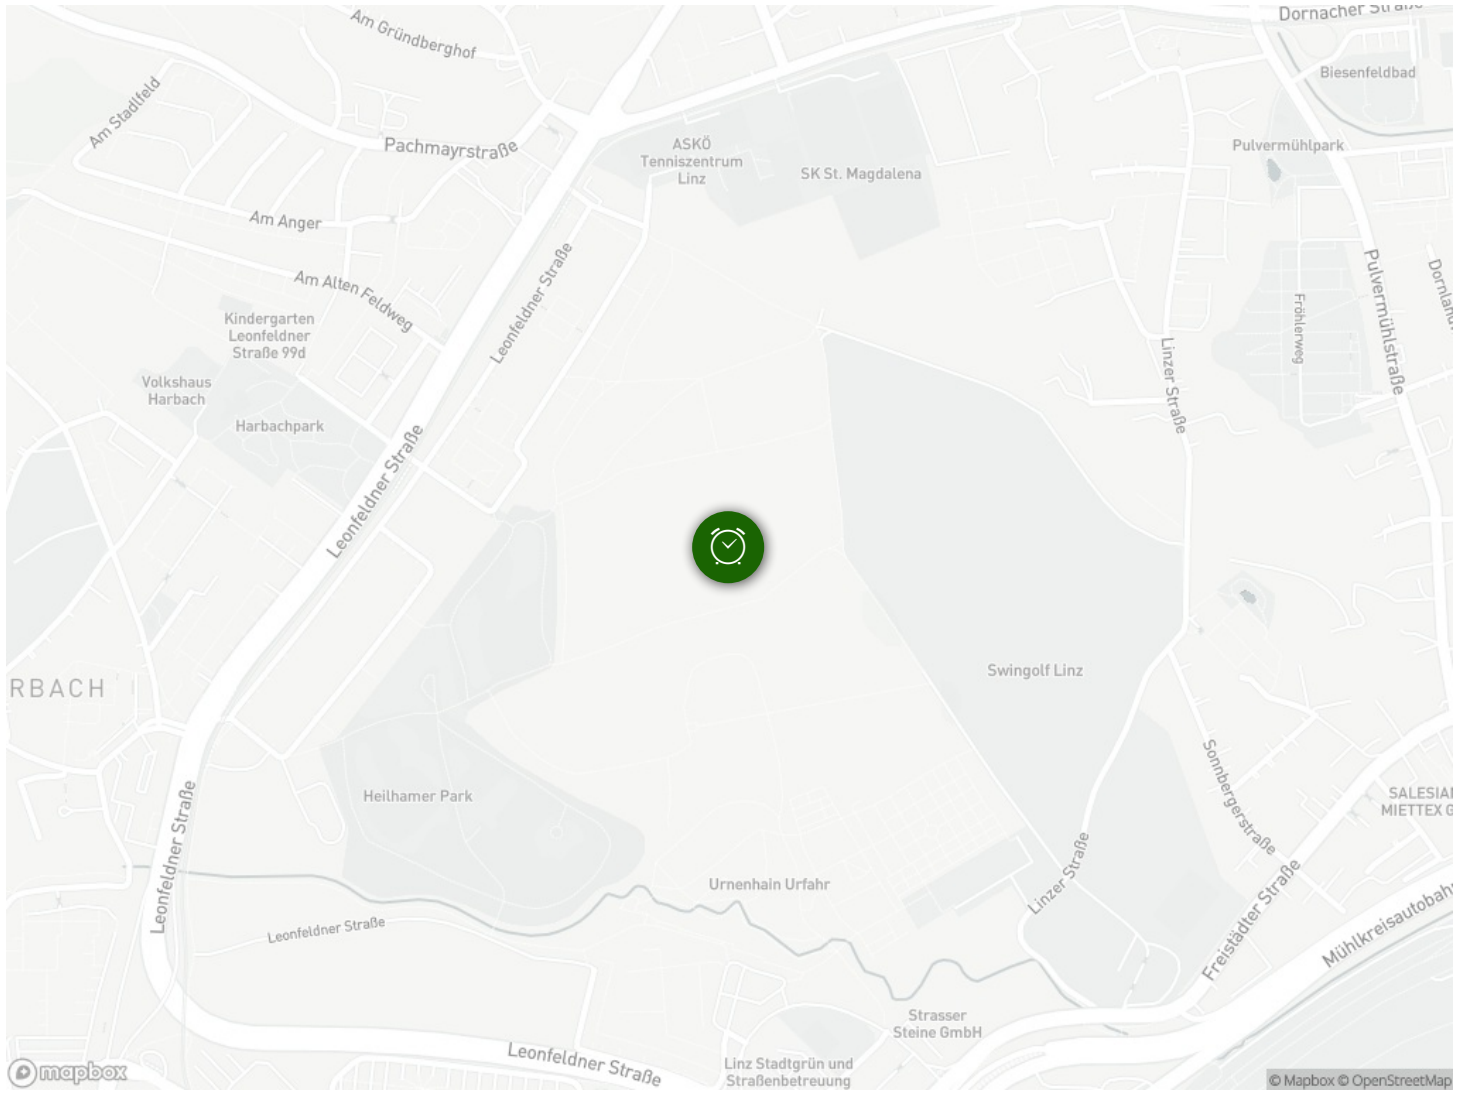 Dornacher Straße
Am Gründberghof
Biesenfeldbad
Am Stadlfeld
Pachmayrstraße
ASKÖ
Tenniszentrum
Linz
SK St. Magdalena
Pulvermühlpark
Am Anger
Leonfeldner Straße
Am Alten Feldweg
Pulvermühlstraße
Fröhlerweg
Kindergarten
Leonfeldner
Straße 99d
Linzer Straße
Volkshaus
Harbach
Harbachpark
Leonfeldner Straße
Swingolf Linz
RBACH
Sonnbergerstraße
Heilhamer Park
SALESIA
MIETTEX G
Leonfeldner Straße
Linzer Straße
Urnenhain Urfahr
Freistädter Straße
Mühlkreisautobahn
Leonfeldner Straße
Strasser
Steine GmbH
Leonfeldner Straße
Linz Stadtgrün und
Straßenbetreuung
mapbox
© Mapbox © OpenStreetMap